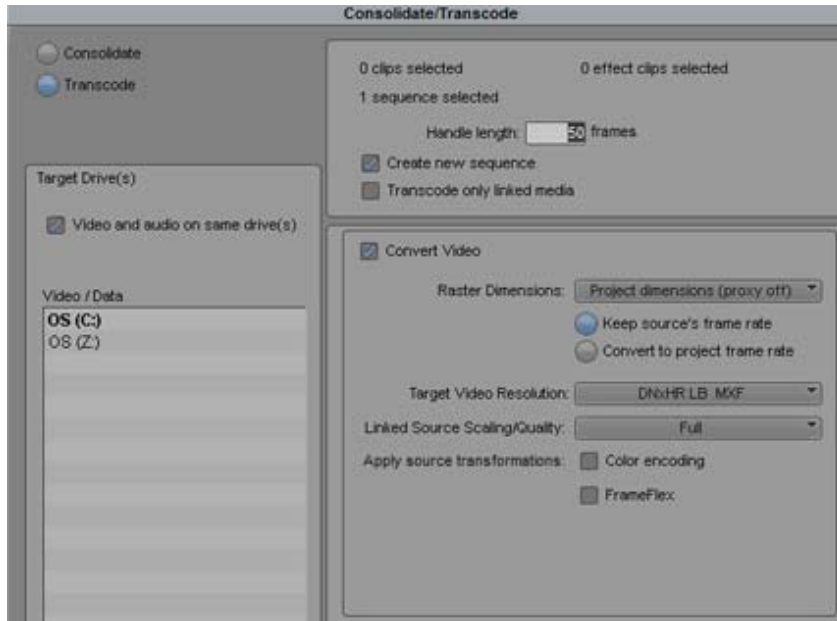 Consolidate/Transcode
Consolidate
Transcode
0 clips selected
0 effect clips selected
1 sequence selected
Handle length: 50 frames
Create new sequence
Transcode only linked media
Target Drive(s)
Video and audio on same drive(s)
Video / Data
OS (C:)
OS (Z:)
Convert Video
Raster Dimensions: Project dimensions (proxy off)
Keep source's frame rate
Convert to project frame rate
Target Video Resolution: DNxHR LB MXF
Linked Source Scaling/Quality: Full
Apply source transformations: Color encoding
FrameFlex